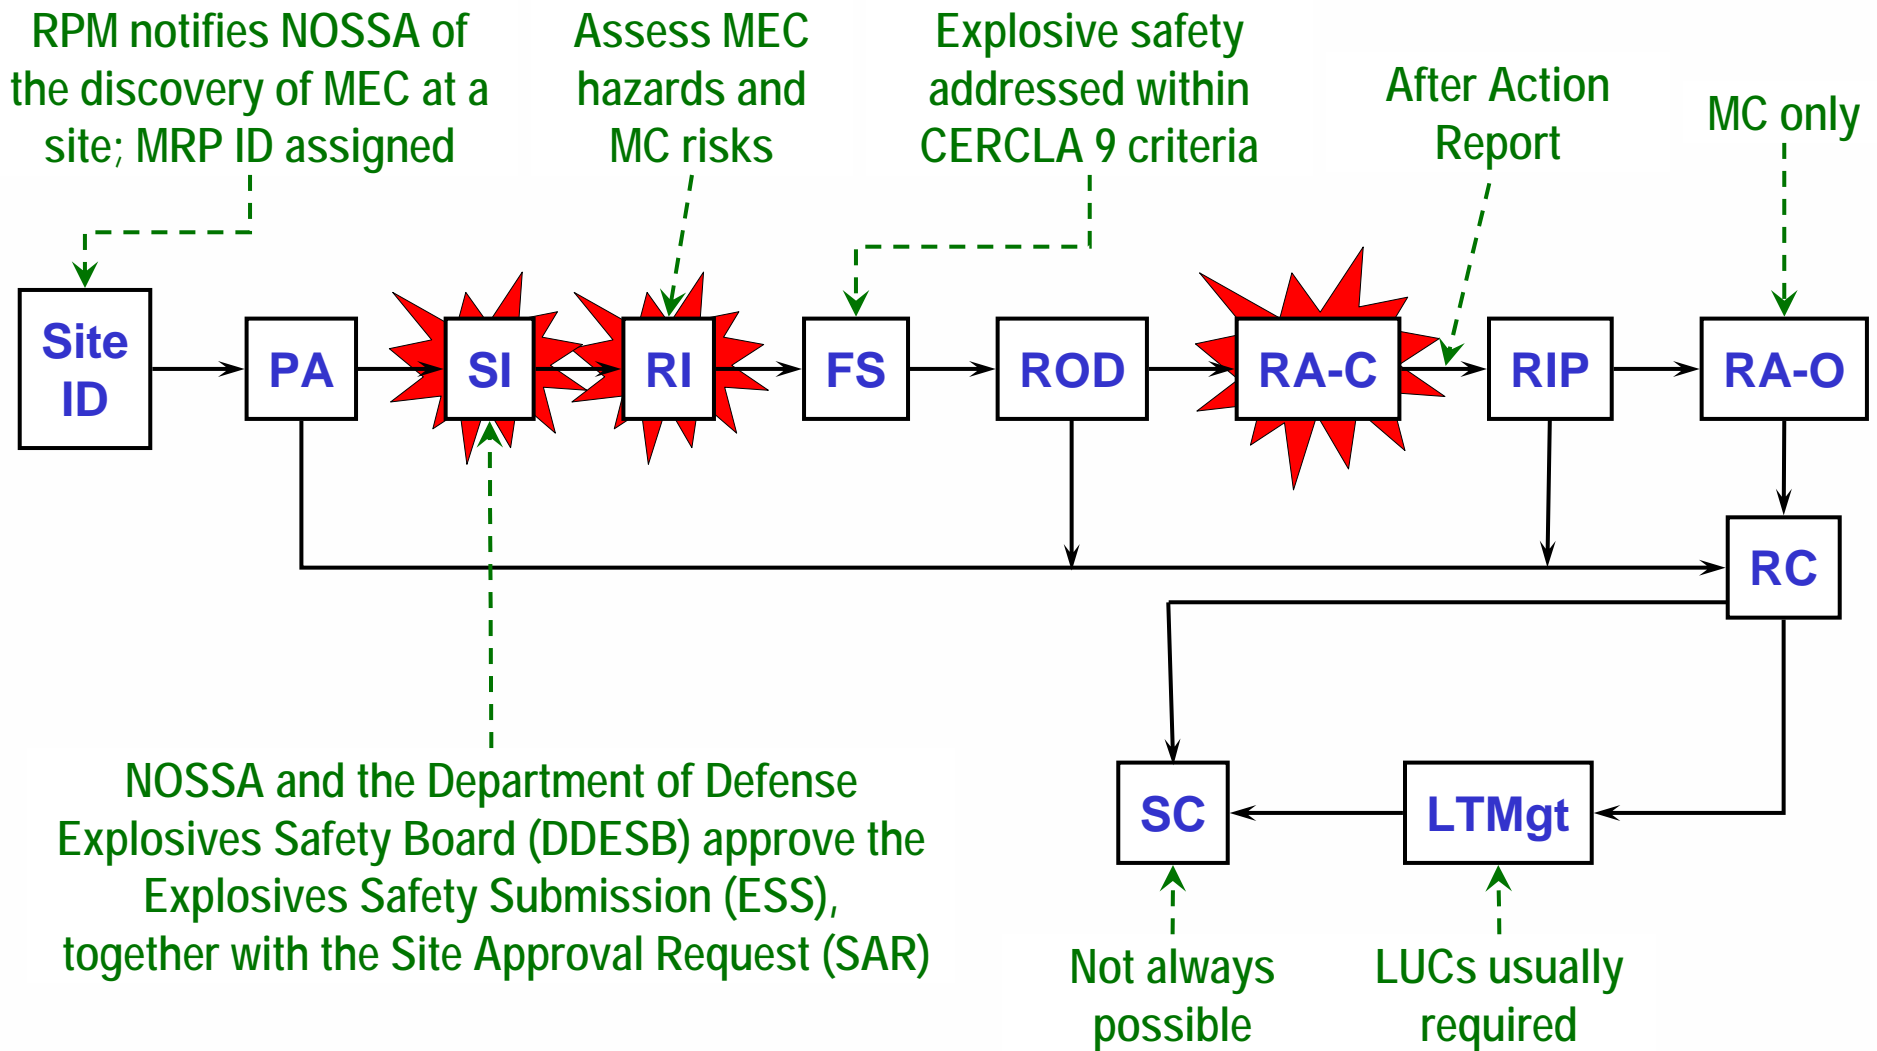 RPM notifies NOSSA of
the discovery of MEC at a
site; MRP ID assigned
Assess MEC
hazards and
MC risks
Explosive safety
addressed within
CERCLA 9 criteria
After Action
Report
MC only
Site
ID
PA
SI
RI
FS
ROD
RA-C
RIP
RA-O
RC
SC
LTMgt
NOSSA and the Department of Defense
Explosives Safety Board (DDESB) approve the
Explosives Safety Submission (ESS),
together with the Site Approval Request (SAR)
Not always
possible
LUCs usually
required